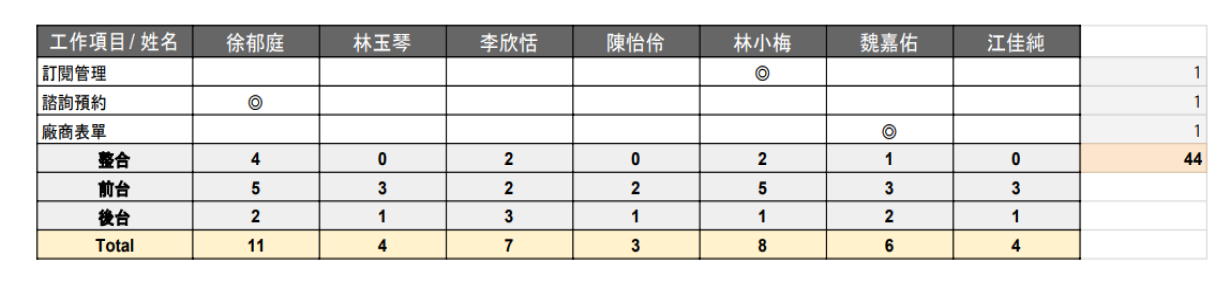 工作項目/ 姓名 徐郁庭 林玉琴 李欣恬 陳怡伶 林小梅 魏嘉佑 江佳純
訂閱管理 ◎ 1
諮詢預約 ◎ 1
廠商表單 ◎ 1
整合 4 0 2 0 2 1 0 44
前台 5 3 2 2 5 3 3
後台 2 1 3 1 1 2 1
Total 11 4 7 3 8 6 4